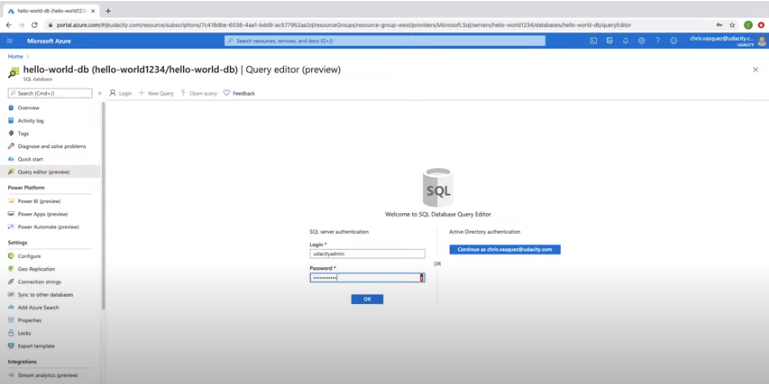 hello-world-db (hello-world1234
portal.azure.com/#@udacity.com/resource/subscriptions/7c418dbe-6036-4aa1-bdd9-ac977952aa2d/resourceGroups/resource-group-west/providers/Microsoft.Sql/servers/hello-world1234/databases/hello-world-db/queryEditor
Microsoft Azure
Search resources, services, and docs (G+/)
chris.vasquez@udacity.c...
UDACITY
Home
hello-world-db (hello-world1234/hello-world-db) | Query editor (preview)
SQL database
Search (Cmd+/)
Login
New Query
Open query
Feedback
Overview
Activity log
Tags
Diagnose and solve problems
Quick start
Query editor (preview)
Power Platform
Power BI (preview)
Power Apps (preview)
Power Automate (preview)
Settings
Configure
Geo-Replication
Connection strings
Sync to other databases
Add Azure Search
Properties
Locks
Export template
Integrations
Stream analytics (preview)
SQL
Welcome to SQL Database Query Editor
SQL server authentication
Login *
udacityadmin
Password *
OK
OR
Active Directory authentication
Continue as chris.vasquez@udacity.com